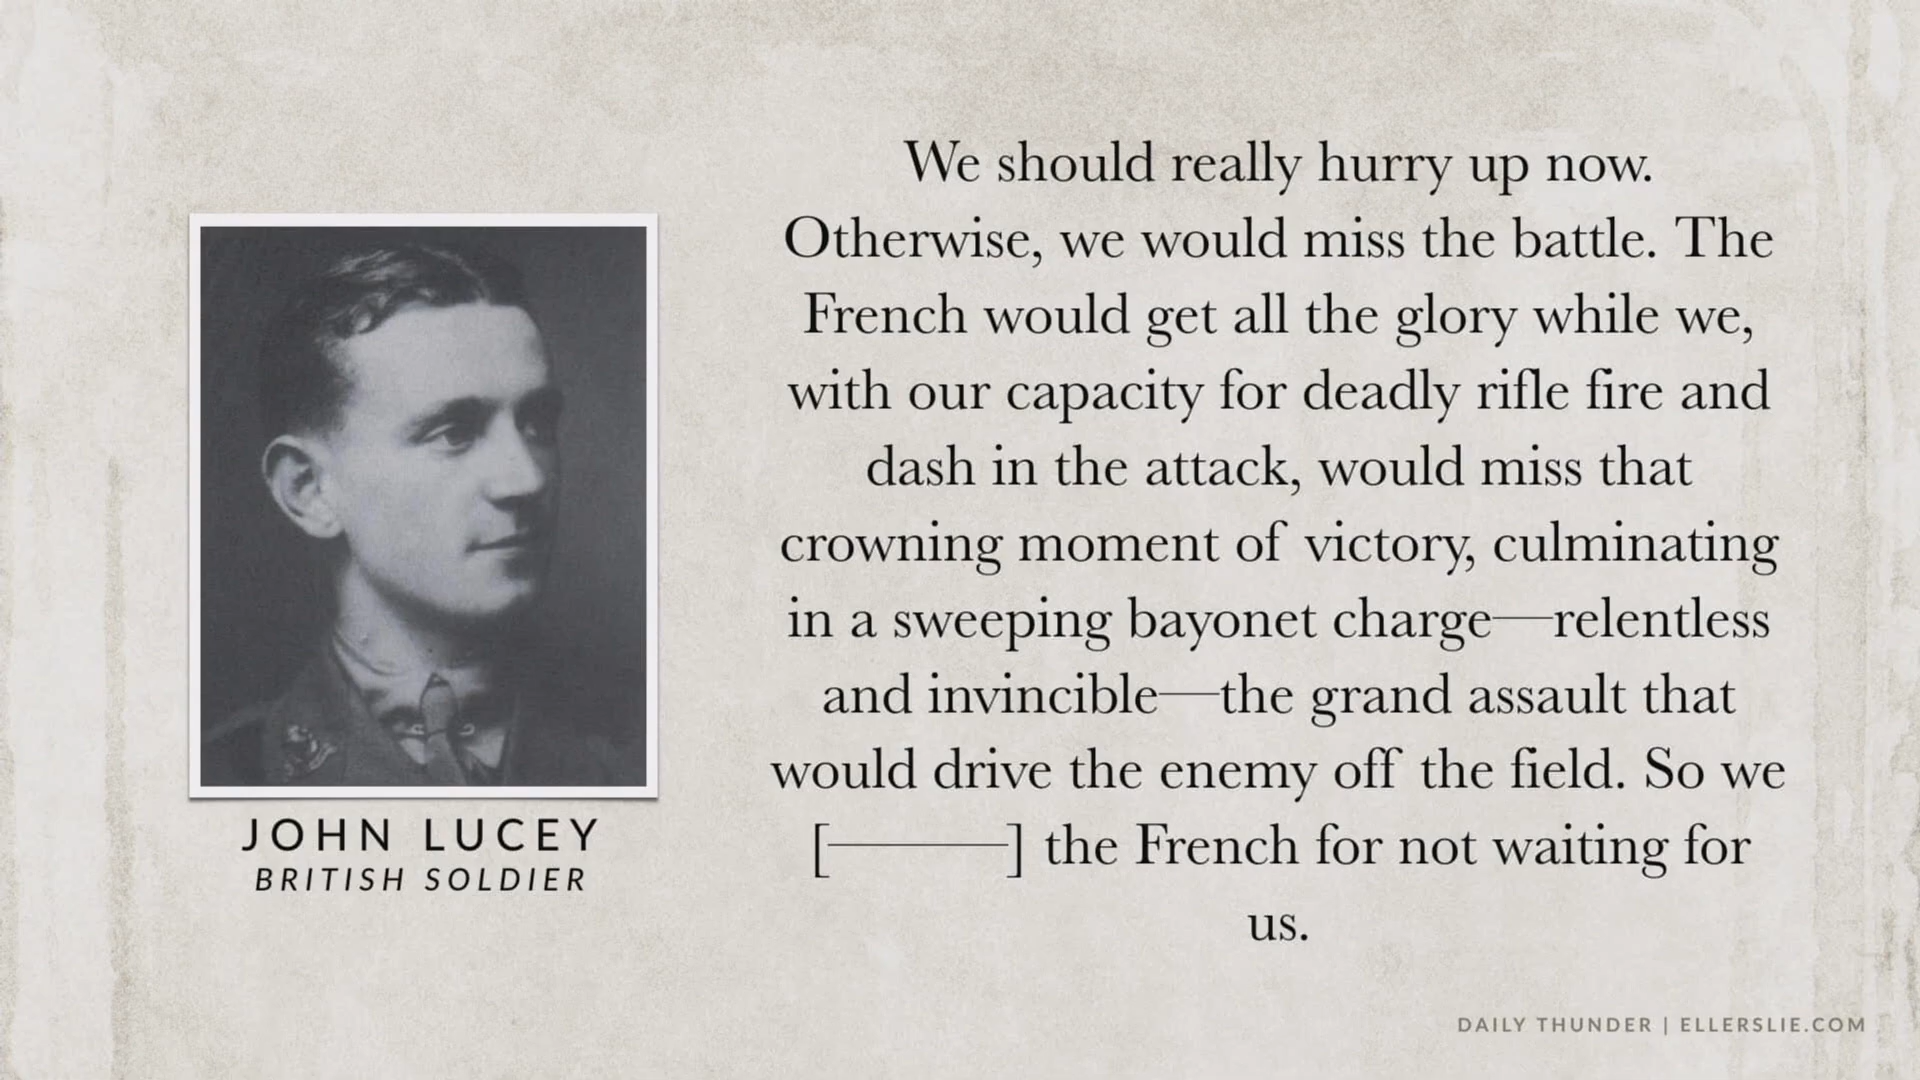 We should really hurry up now.
Otherwise, we would miss the battle. The
French would get all the glory while we,
with our capacity for deadly rifle fire and
dash in the attack, would miss that
crowning moment of victory, culminating
in a sweeping bayonet charge—relentless
and invincible—the grand assault that
would drive the enemy off the field. So we
[———] the French for not waiting for
us.
JOHN LUCEY
BRITISH SOLDIER
DAILY THUNDER | ELLERSLIE.COM